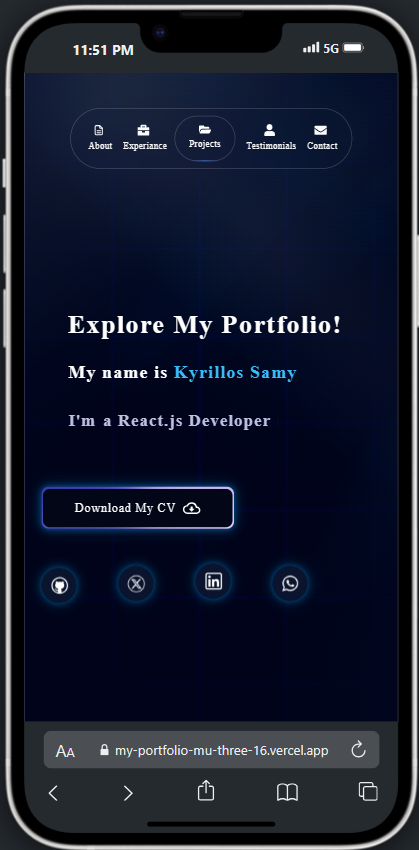 11:51 PM 5G
About Experiance Projects Testimonials Contact
Explore My Portfolio!
My name is Kyrillos Samy
I'm a React.js Developer
Download My CV
AA my-portfolio-mu-three-16.vercel.app